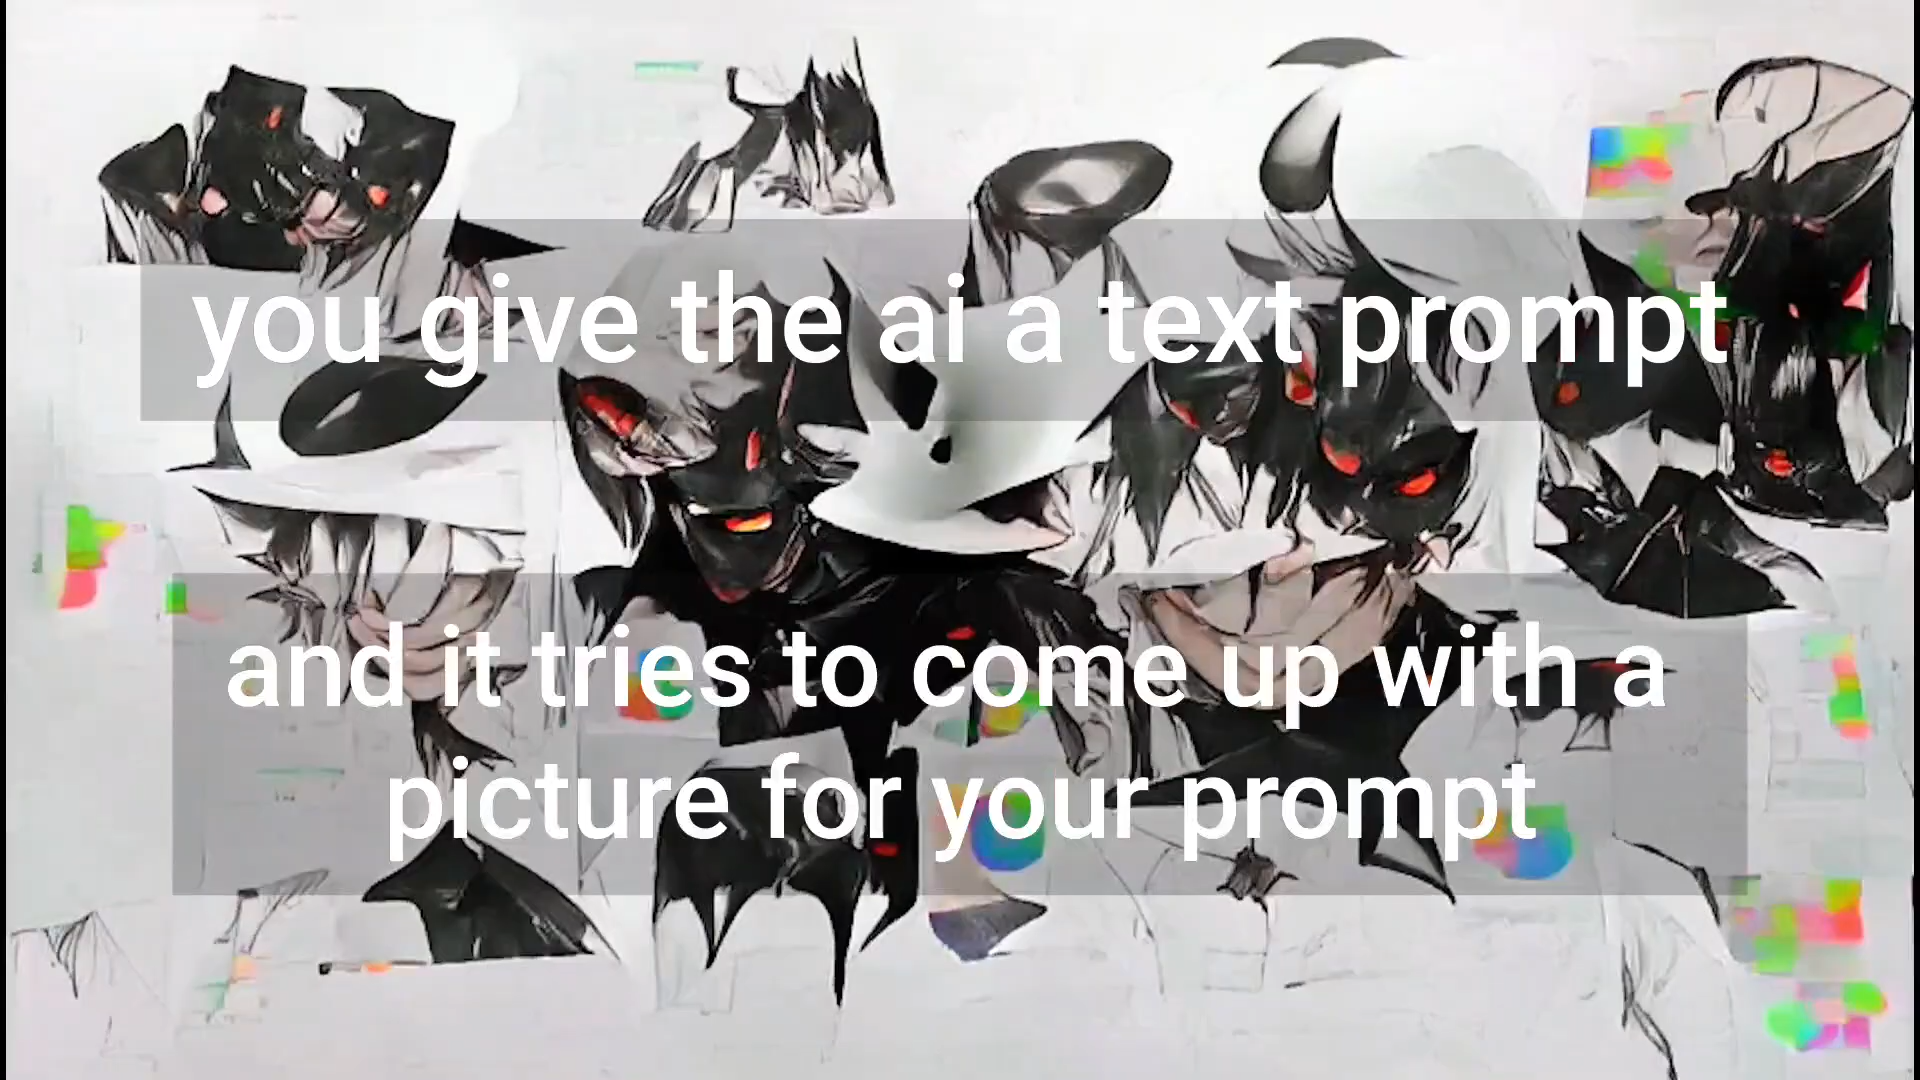 you give the ai a text prompt
and it tries to come up with a
picture for your prompt